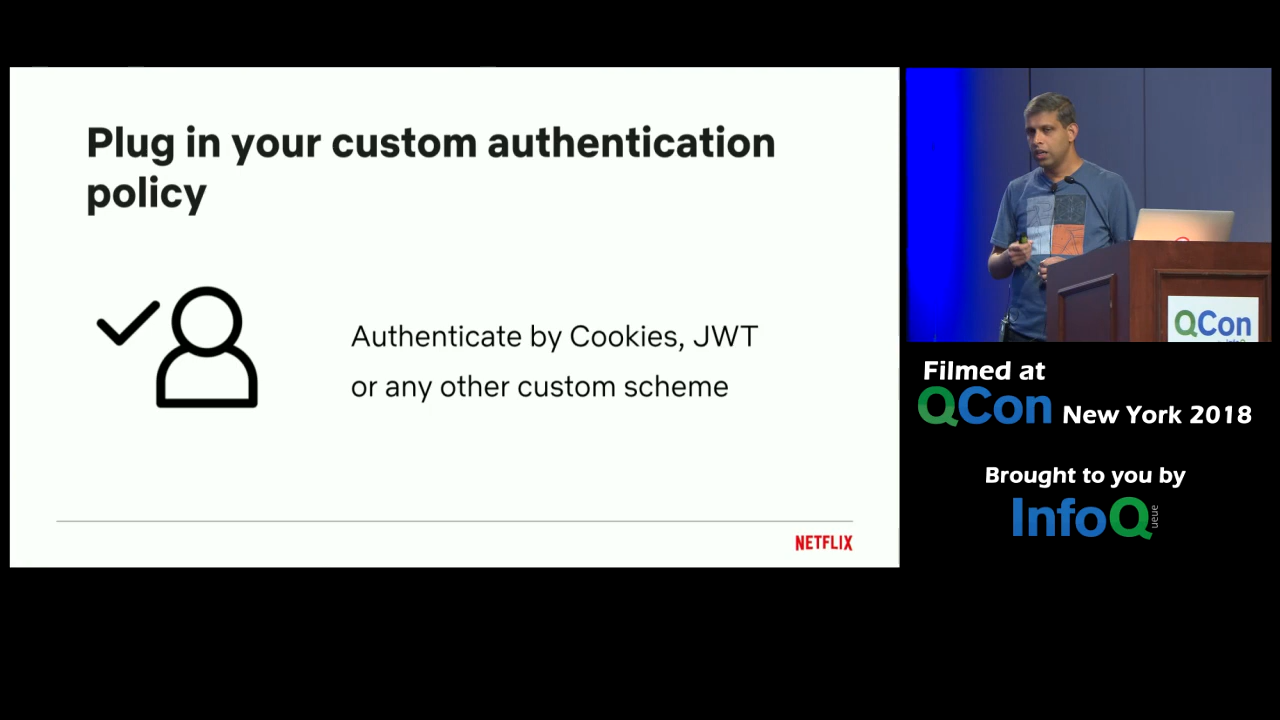 Plug in your custom authentication
policy
Authenticate by Cookies, JWT
or any other custom scheme
NETFLIX
QCon
Filmed at
QCon New York 2018
Brought to you by
InfoQueue